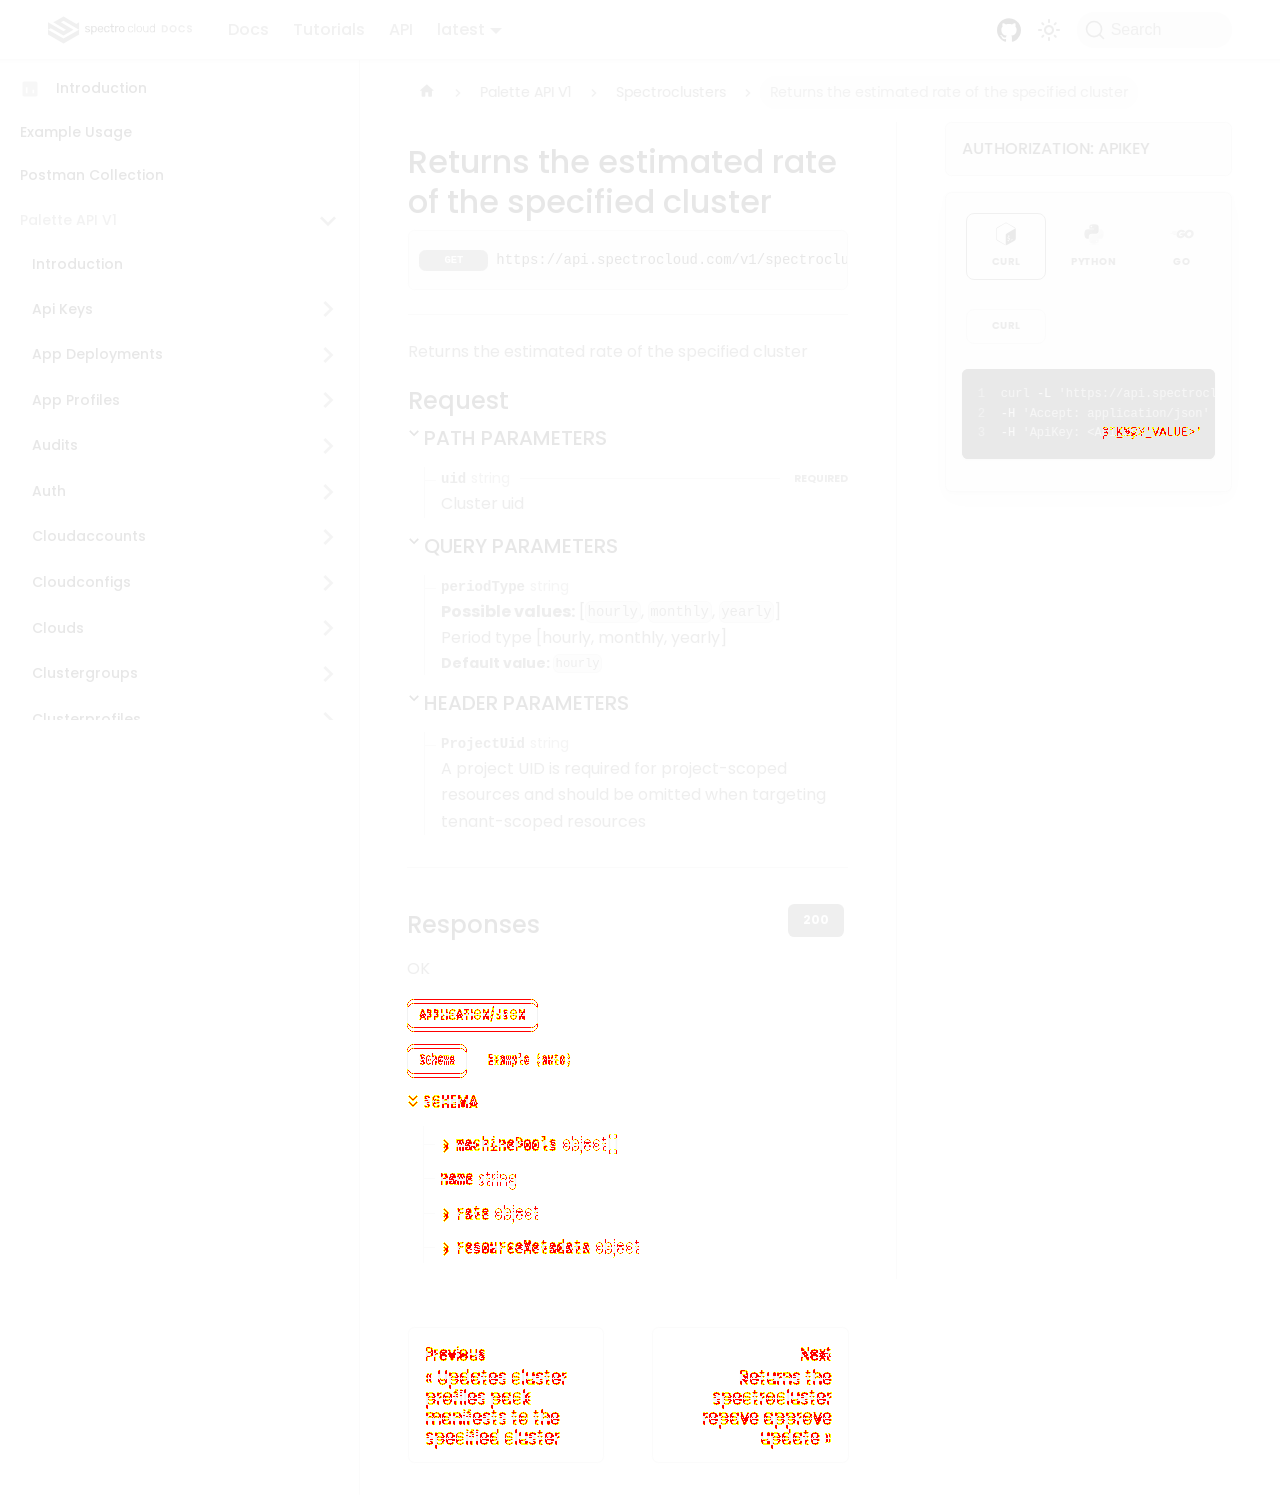 spectro cloud DOCS
Docs Tutorials API latest
Search
Introduction
Example Usage
Postman Collection
Palette API V1
Introduction
Api Keys
App Deployments
App Profiles
Audits
Auth
Cloudaccounts
Cloudconfigs
Clouds
Clustergroups
Clusterprofiles
Palette API V1 Spectroclusters Returns the estimated rate of the specified cluster
Returns the estimated rate
of the specified cluster
GET https://api.spectrocloud.com/v1/spectroclu
Returns the estimated rate of the specified cluster
Request
PATH PARAMETERS
uid string REQUIRED
Cluster uid
QUERY PARAMETERS
periodType string
Possible values: [hourly, monthly, yearly]
Period type [hourly, monthly, yearly]
Default value: hourly
HEADER PARAMETERS
ProjectUid string
A project UID is required for project-scoped
resources and should be omitted when targeting
tenant-scoped resources
Responses 200
OK
APPLICATION/JSON
Schema Example (auto)
SCHEMA
machinePools object[]
name string
rate object
resourceMetadata object
Previous
« Updates cluster
profiles pack
manifests to the
specified cluster
Next
Returns the
spectrocluster
repave approve
update »
AUTHORIZATION: APIKEY
CURL PYTHON GO
CURL
1 curl -L 'https://api.spectrocl
2 -H 'Accept: application/json'
3 -H 'ApiKey: VALUE>'